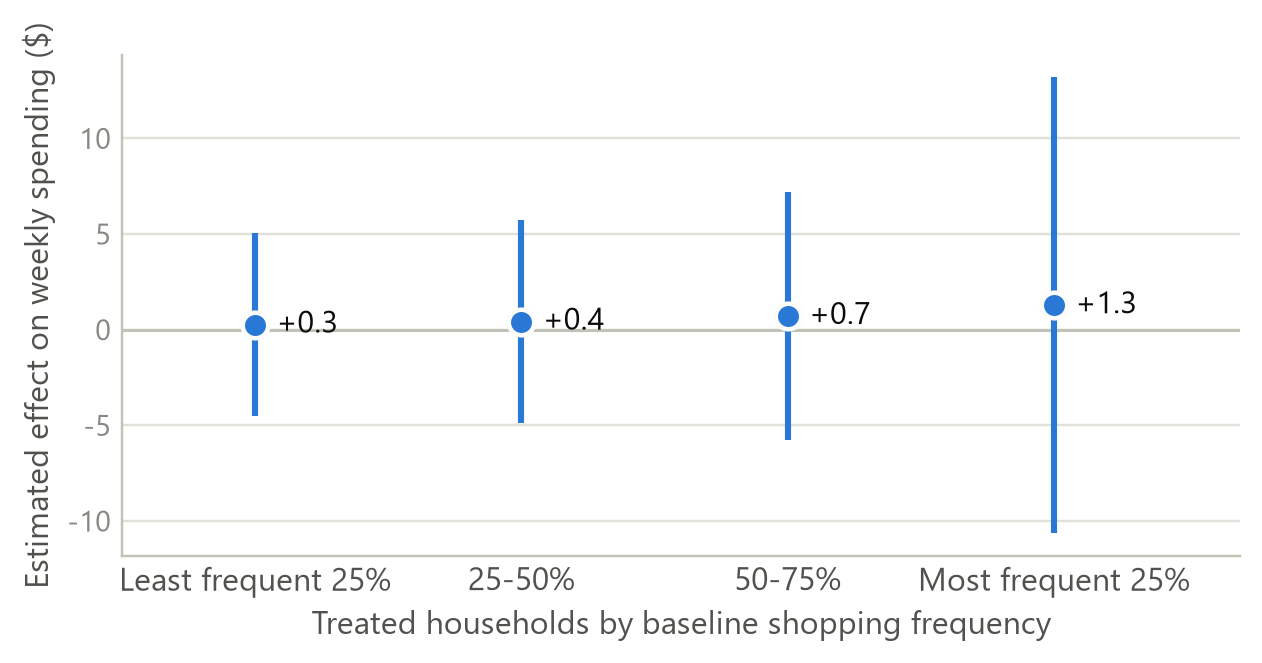 Estimated effect on weekly spending ($)
10
5
0
-5
-10
+0.3
+0.4
+0.7
+1.3
Least frequent 25%
25-50%
50-75%
Most frequent 25%
Treated households by baseline shopping frequency